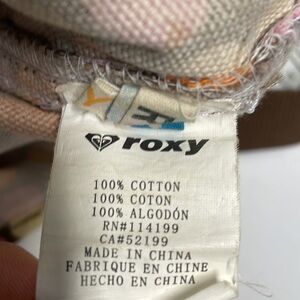 roxy
100% COTTON
100% COTON
100% ALGODÓN
RN#114199
CA#52199
MADE IN CHINA
FABRIQUE EN CHINE
HECHO EN CHINA